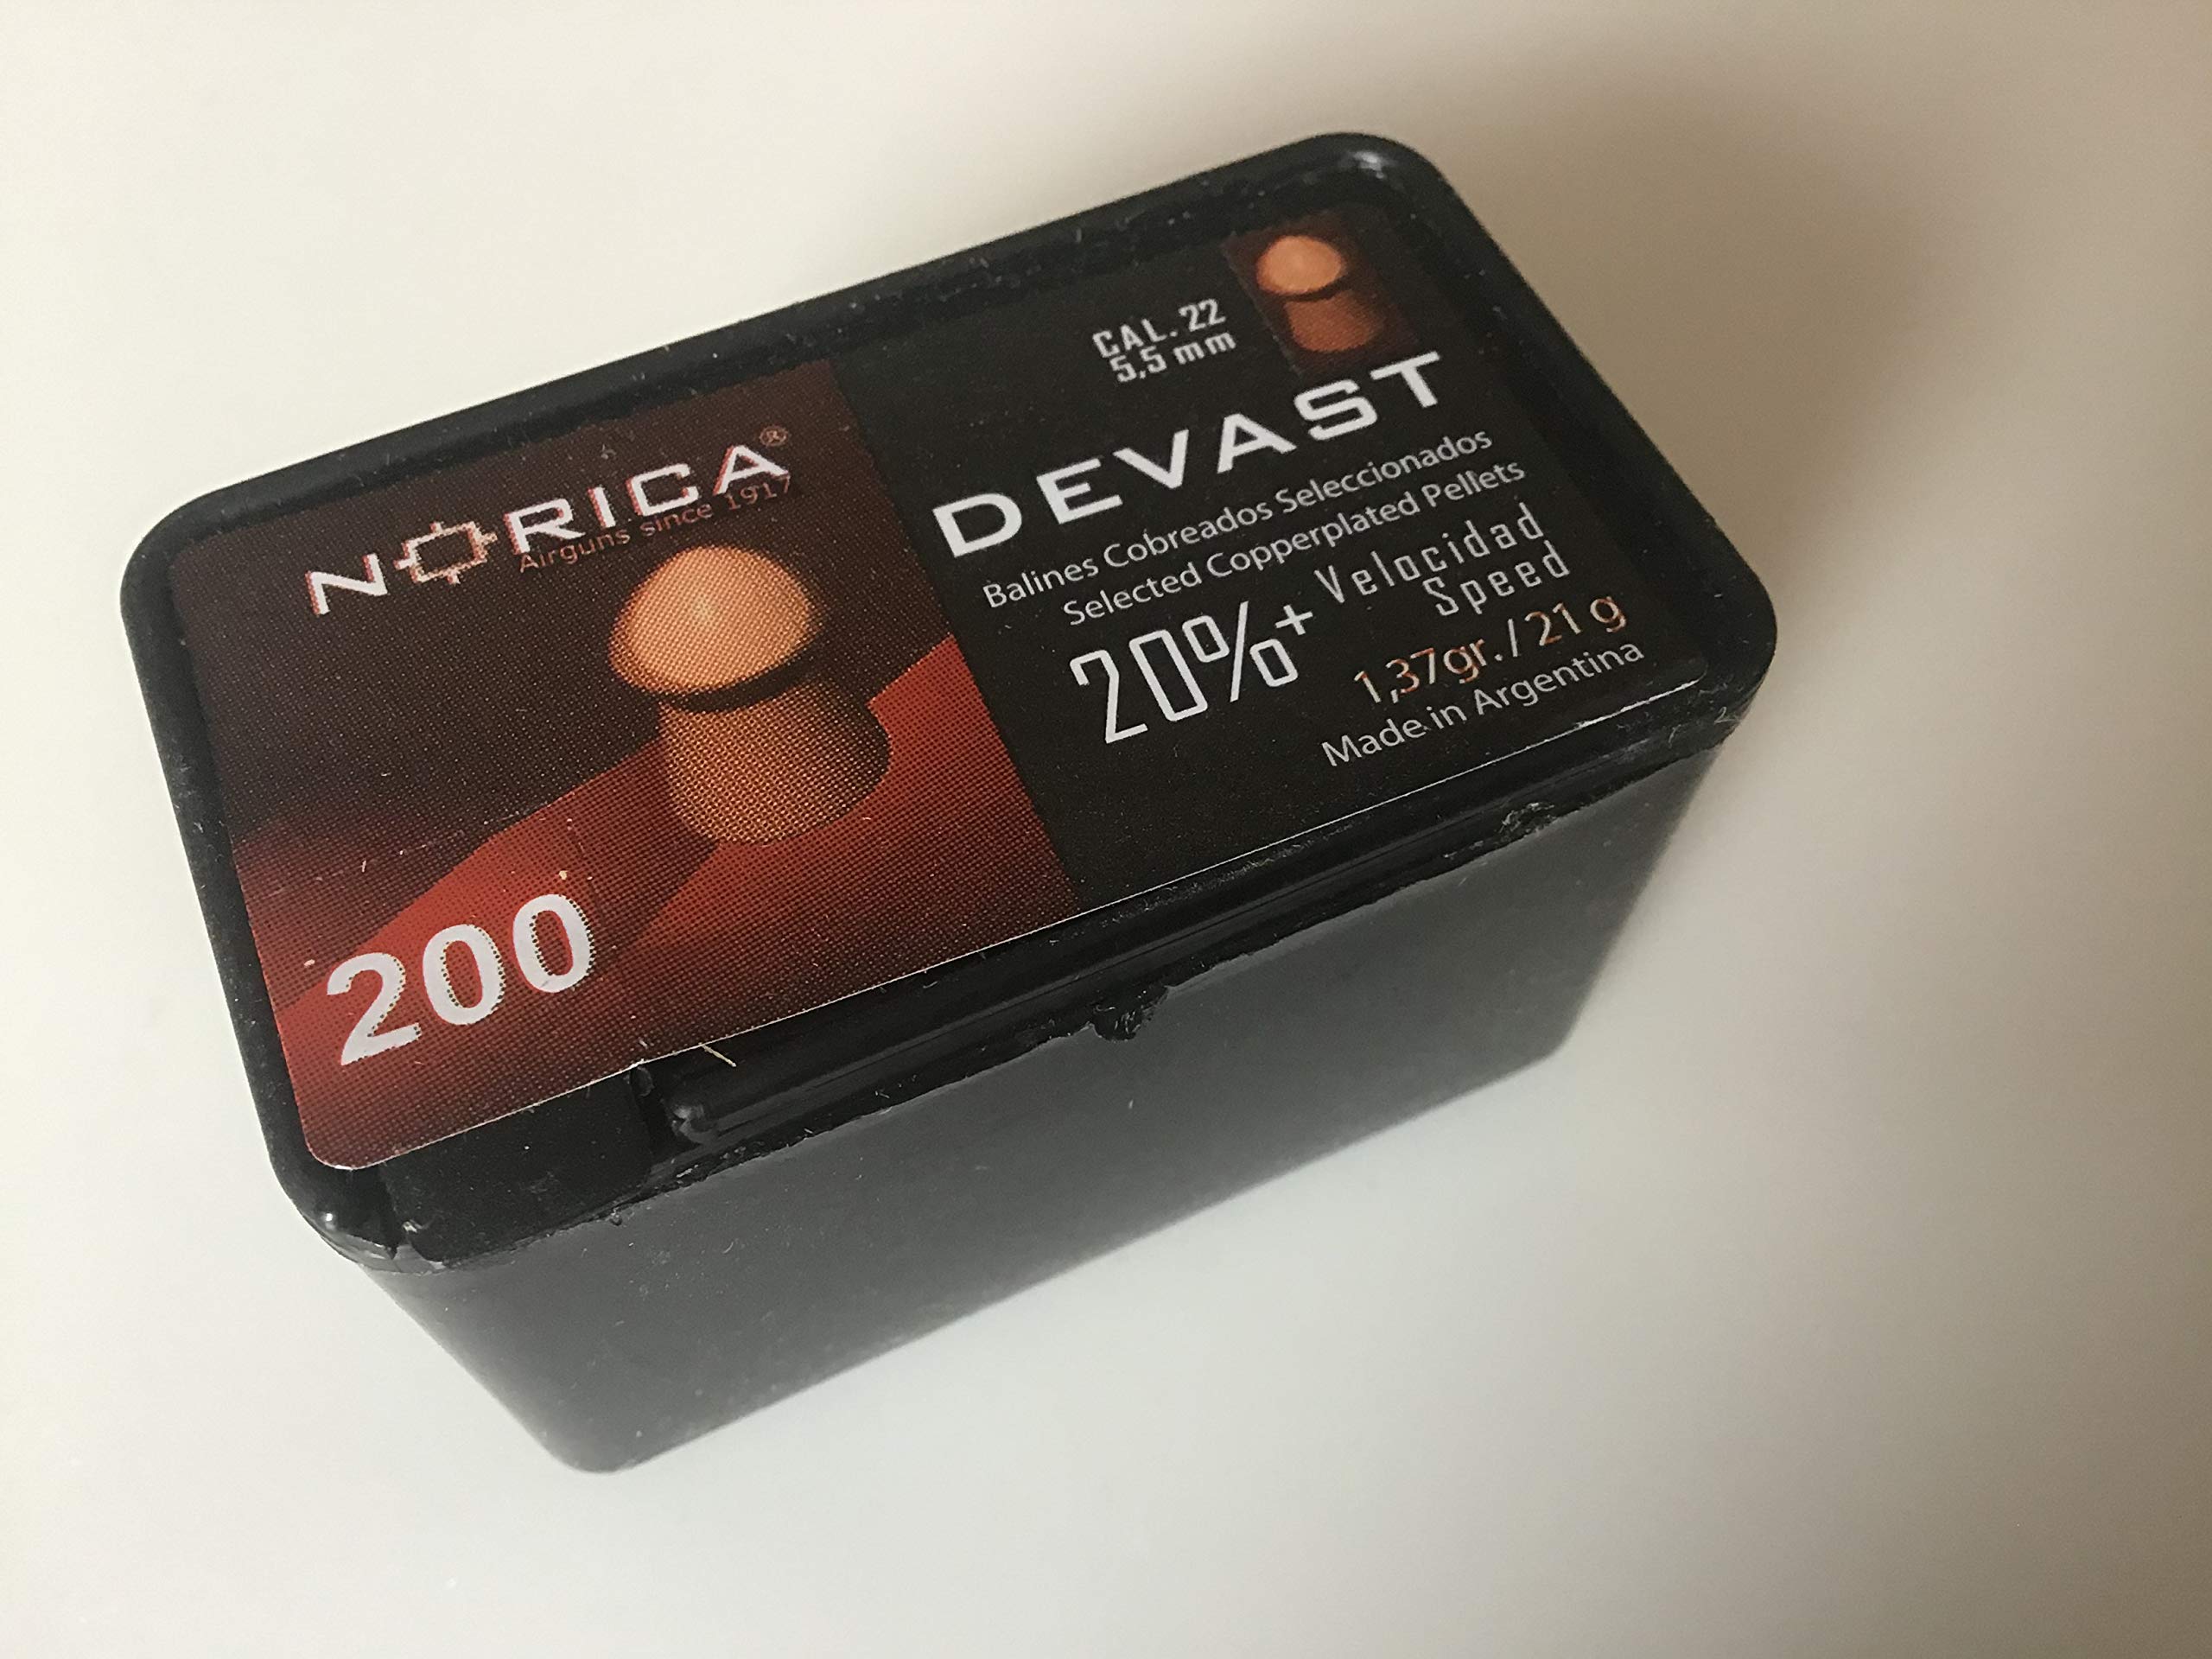 NORICA®
Airguns since 1917
200
CAL. 22
5,5 mm
DEVAST
Balines Cobreados Seleccionados
Selected Copperplated Pellets
20%+ Velocidad
Speed
1,37gr. / 21 g
Made in Argentina